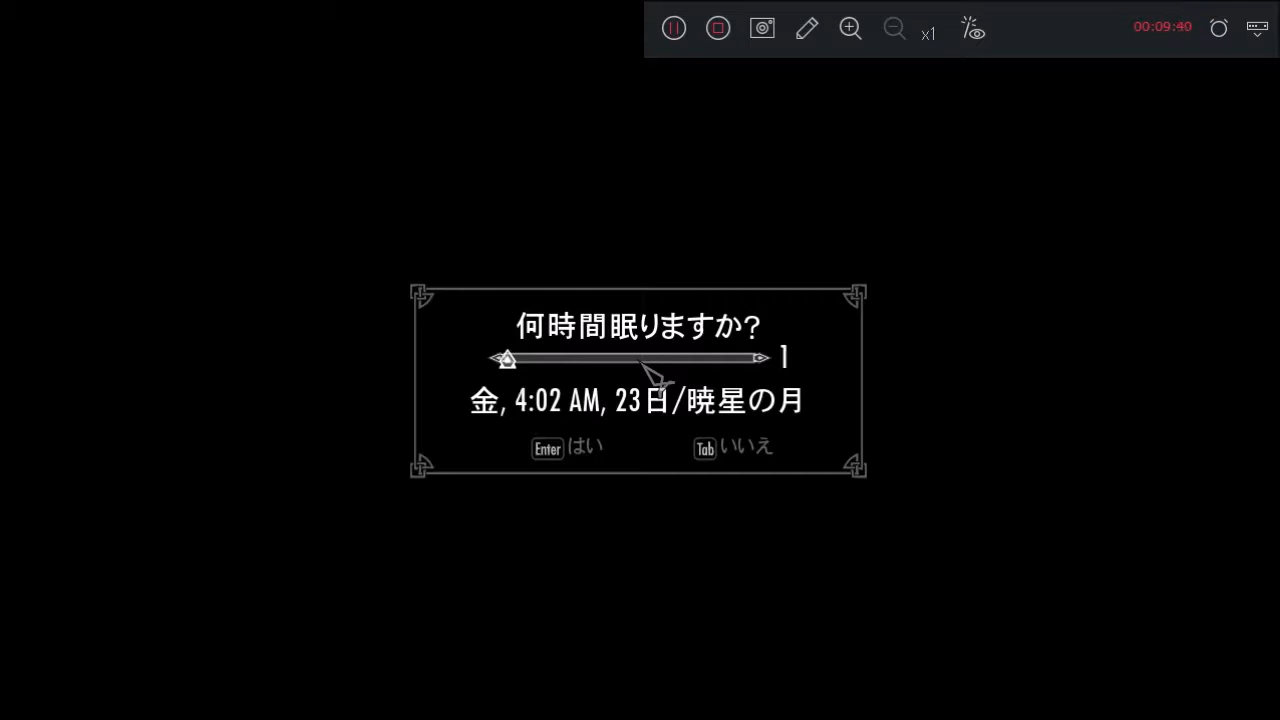 x1
00:09:40
何時間眠りますか?
1
金, 4:02 AM, 23日/暁星の月
Enter はい
Tab いいえ